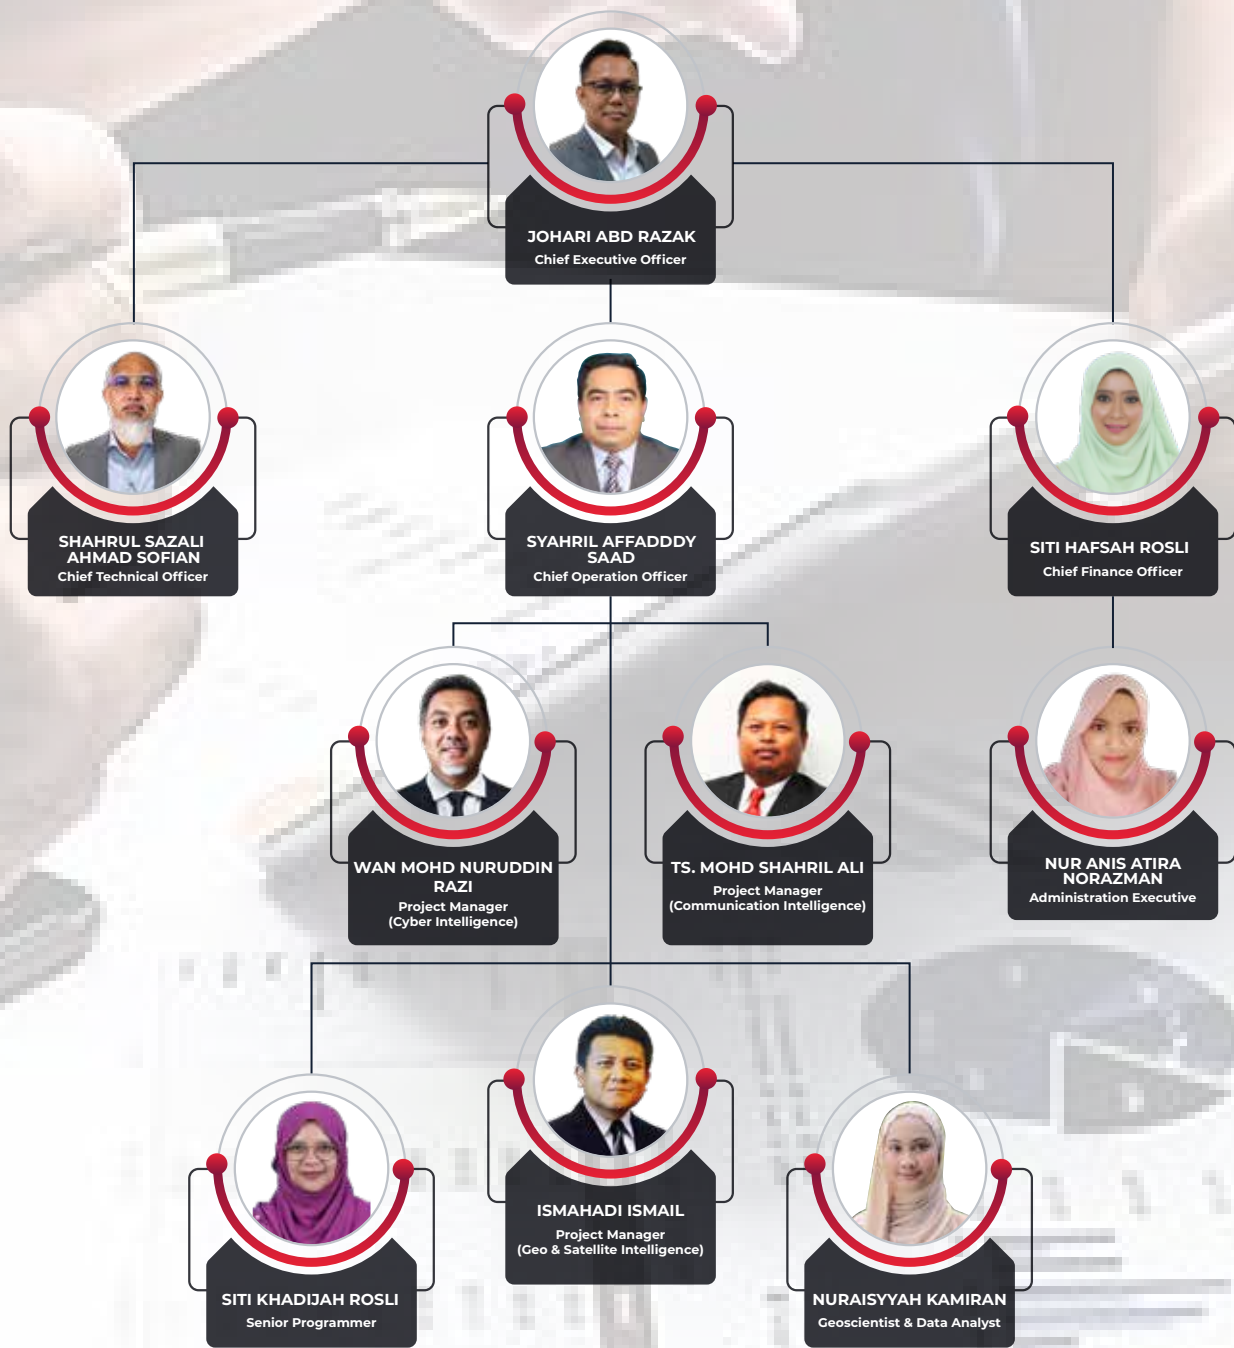 JOHARI ABD RAZAK
Chief Executive Officer
SHAHRUL SAZALI
AHMAD SOFIAN
Chief Technical Officer
SYAHRIL AFFADDDY
SAAD
Chief Operation Officer
SITI HAFSAH ROSLI
Chief Finance Officer
WAN MOHD NURUDDIN
RAZI
Project Manager
(Cyber Intelligence)
TS. MOHD SHAHRIL ALI
Project Manager
(Communication Intelligence)
NUR ANIS ATIRA
NORAZMAN
Administration Executive
SITI KHADIJAH ROSLI
Senior Programmer
ISMAHADI ISMAIL
Project Manager
(Geo & Satellite Intelligence)
NURAISYYAH KAMIRAN
Geoscientist & Data Analyst